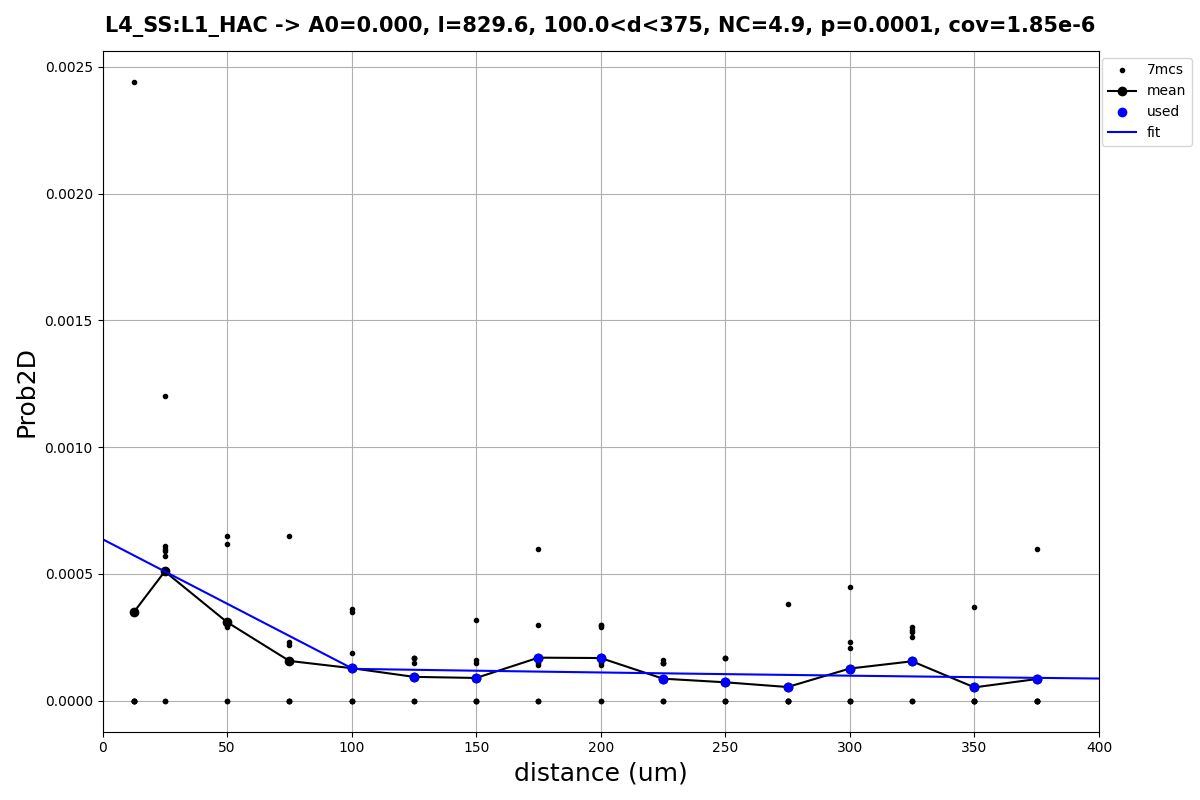 L4_SS:L1_HAC -> A0=0.000, l=829.6, 100.0<d<375, NC=4.9, p=0.0001, cov=1.85e-6
7mcs
mean
used
fit
Prob2D
0.0025
0.0020
0.0015
0.0010
0.0005
0.0000
0
50
100
150
200
250
300
350
400
distance (um)